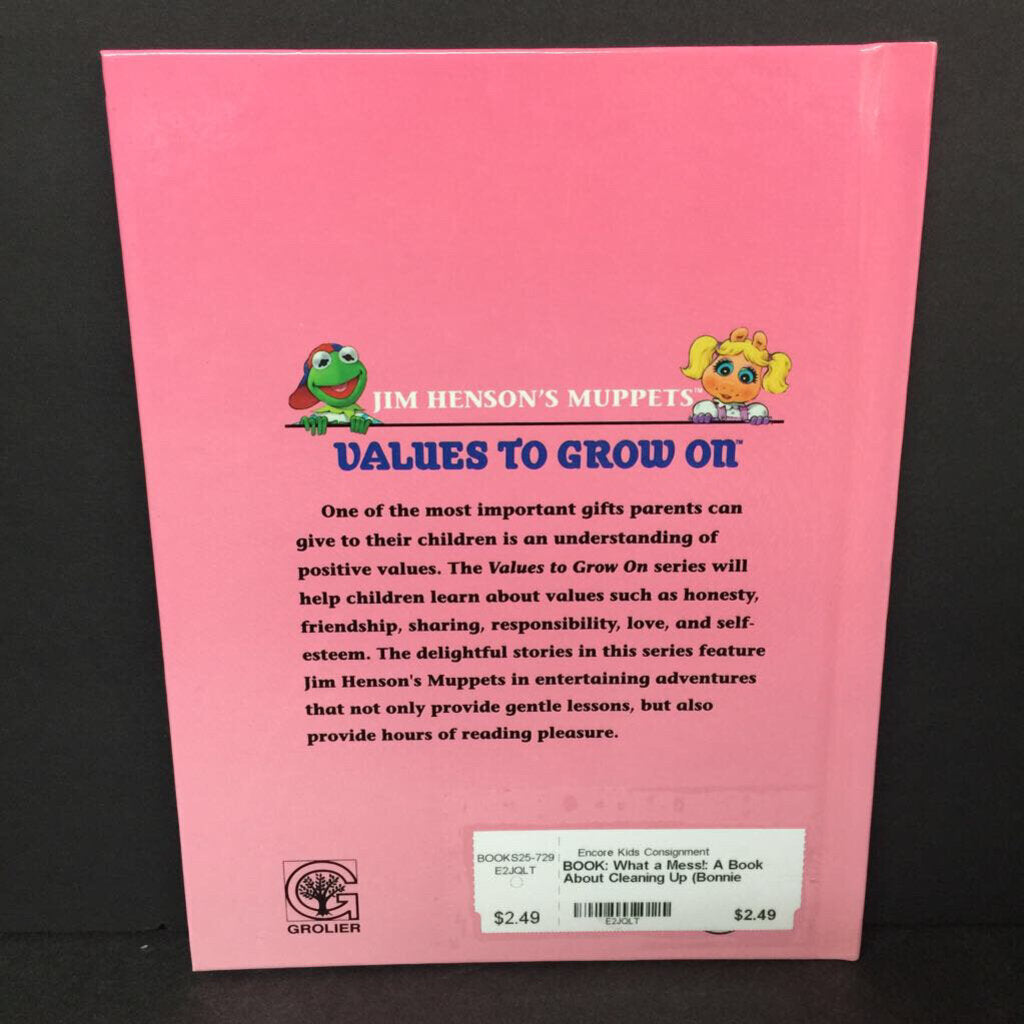 JIM HENSON'S MUPPETS™
VALUES TO GROW ON™
One of the most important gifts parents can
give to their children is an understanding of
positive values. The Values to Grow On series will
help children learn about values such as honesty,
friendship, sharing, responsibility, love, and self-
esteem. The delightful stories in this series feature
Jim Henson's Muppets in entertaining adventures
that not only provide gentle lessons, but also
provide hours of reading pleasure.
G
GROLIER
BOOKS25-729
E2JQLT
$2.49
Encore Kids Consignment
BOOK: What a Mess!: A Book
About Cleaning Up (Bonnie
E2JQLT
$2.49